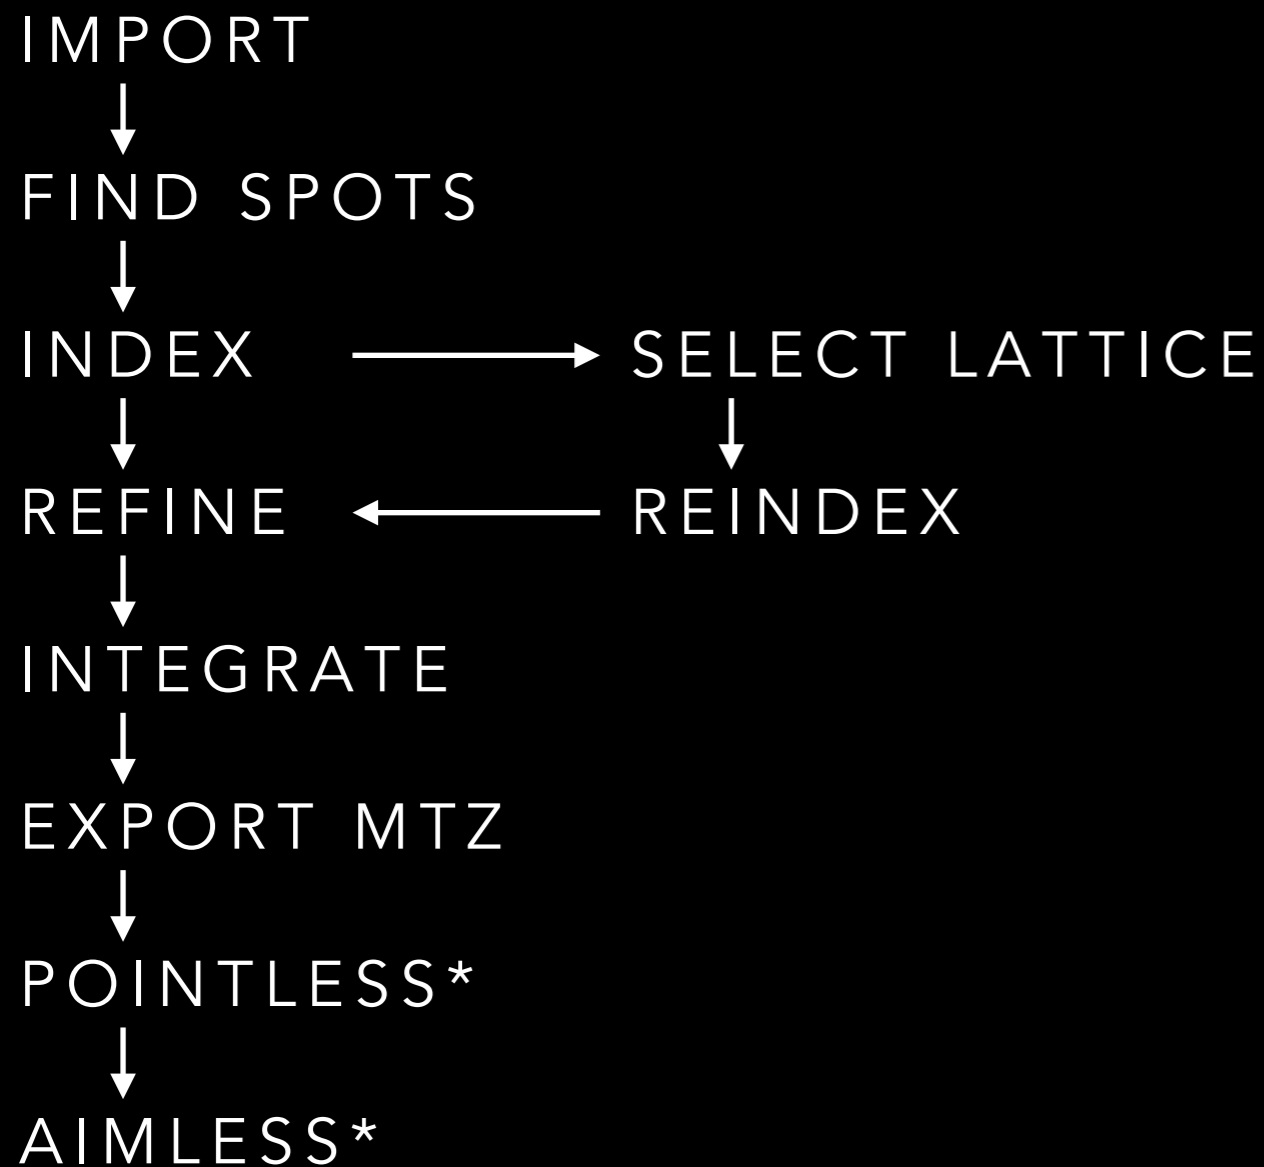 IMPORT
FIND SPOTS
INDEX
SELECT LATTICE
REFINE
REINDEX
INTEGRATE
EXPORT MTZ
POINTLESS*
AIMLESS*